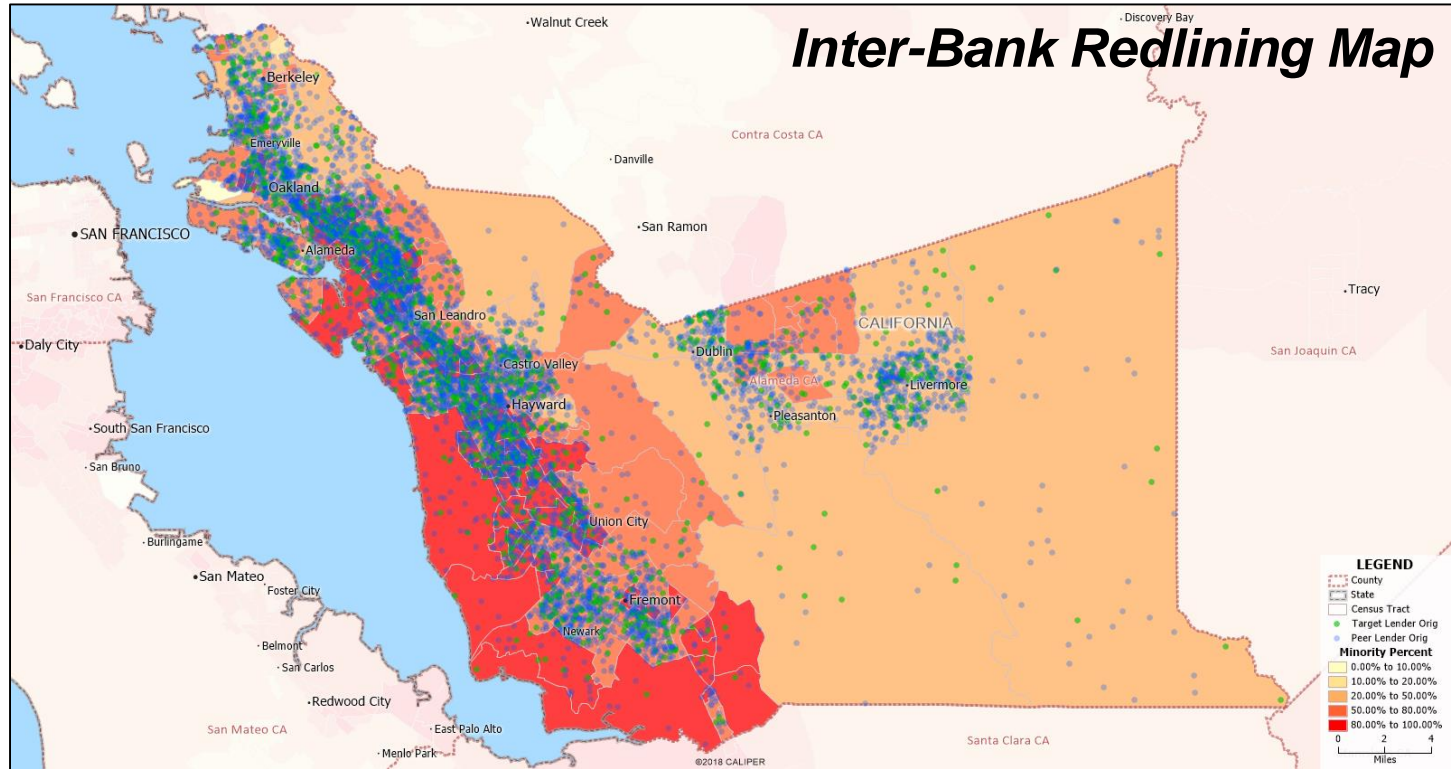 Inter-Bank Redlining Map
Walnut Creek
Discovery Bay
Berkeley
Contra Costa CA
Emeryville
Danville
Oakland
San Ramon
SAN FRANCISCO
Alameda
Tracy
San Francisco CA
San Leandro
CALIFORNIA
Daly City
Dublin
San Joaquin CA
Castro Valley
Alameda CA
Livermore
Hayward
Pleasanton
South San Francisco
San Bruno
Union City
Burlingame
San Mateo
Foster City
Fremont
Newark
Belmont
San Carlos
Redwood City
San Mateo CA
East Palo Alto
Santa Clara CA
Menlo Park
©2018 CALIPER
LEGEND
County
State
Census Tract
Target Lender Orig
Peer Lender Orig
Minority Percent
0.00% to 10.00%
10.00% to 20.00%
20.00% to 50.00%
50.00% to 80.00%
80.00% to 100.00%
0 2 4
Miles